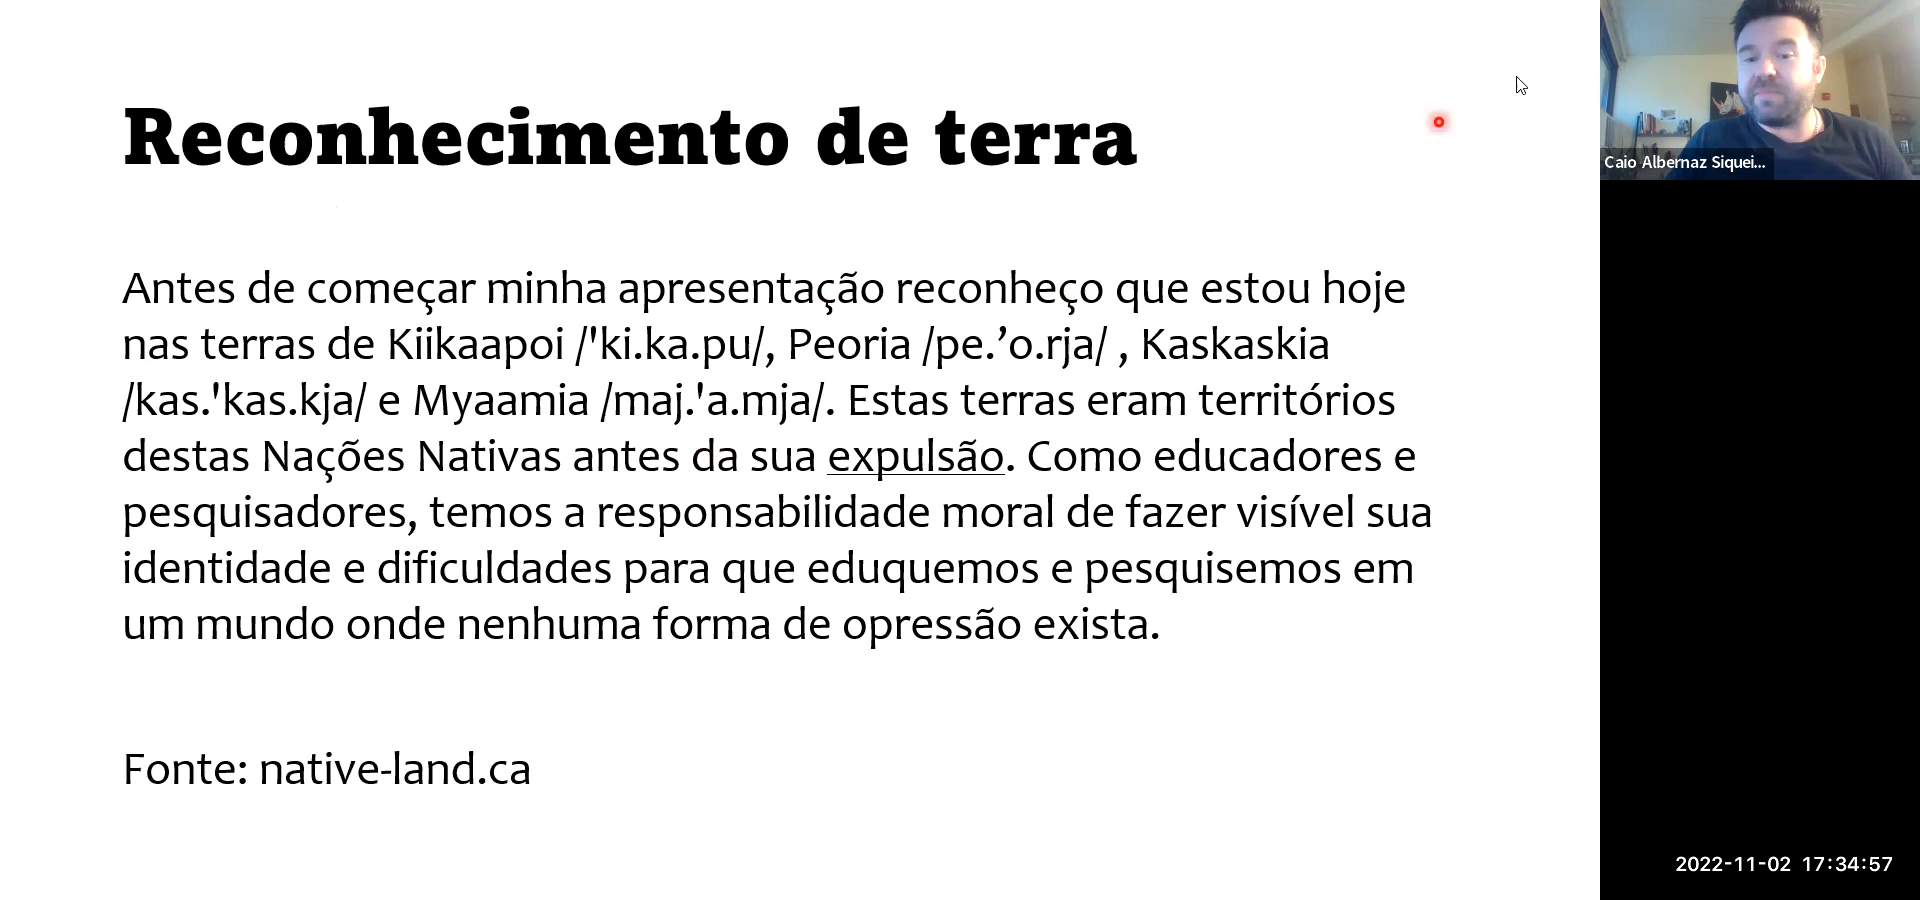 Reconhecimento de terra
Antes de começar minha apresentação reconheço que estou hoje
nas terras de Kiikaapoi /'ki.ka.pu/, Peoria /pe.’o.rja/ , Kaskaskia
/kas.'kas.kja/ e Myaamia /maj.'a.mja/. Estas terras eram territórios
destas Nações Nativas antes da sua expulsão. Como educadores e
pesquisadores, temos a responsabilidade moral de fazer visível sua
identidade e dificuldades para que eduquemos e pesquisemos em
um mundo onde nenhuma forma de opressão exista.
Fonte: native-land.ca
Caio Albernaz Siquei...
2022-11-02 17:34:57